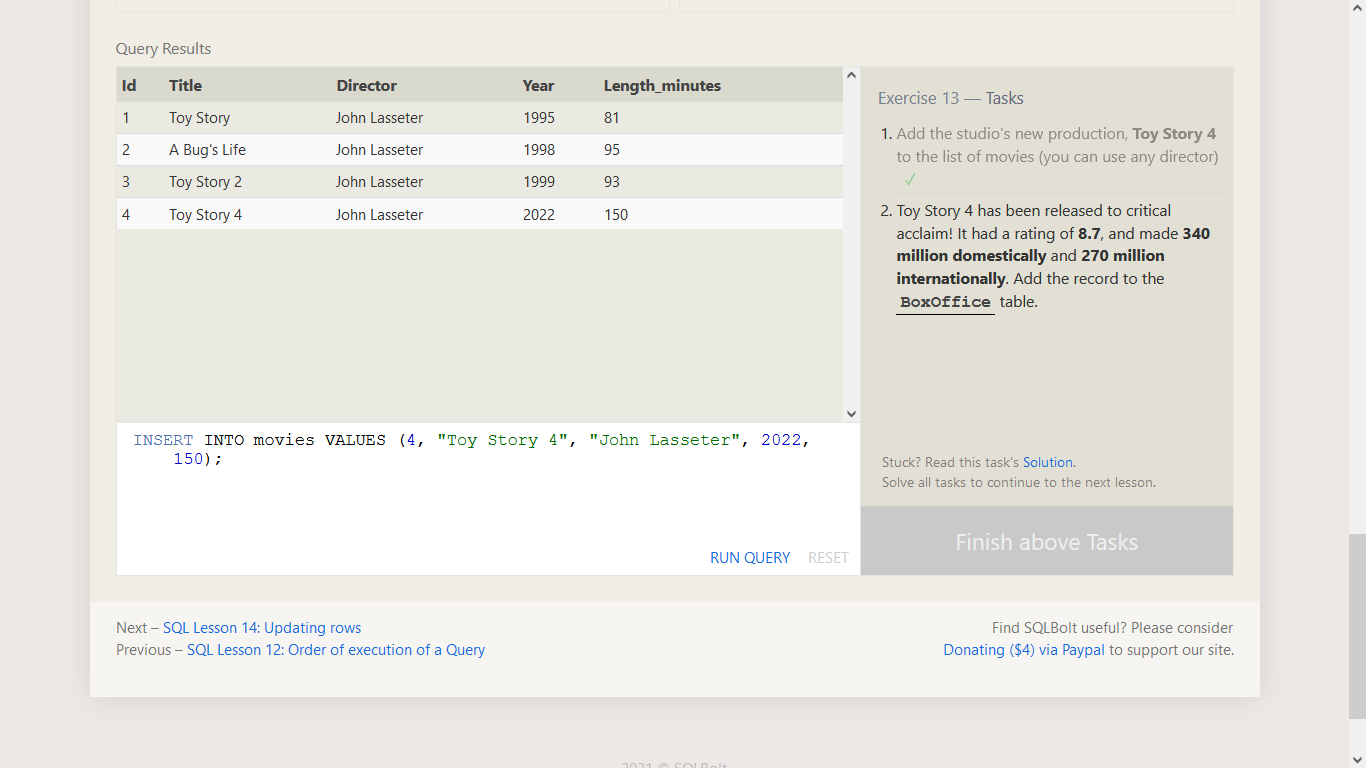 Query Results
Id Title Director Year Length_minutes
1 Toy Story John Lasseter 1995 81
2 A Bug's Life John Lasseter 1998 95
3 Toy Story 2 John Lasseter 1999 93
4 Toy Story 4 John Lasseter 2022 150
INSERT INTO movies VALUES (4, "Toy Story 4", "John Lasseter", 2022,
150);
RUN QUERY RESET
Exercise 13 — Tasks
1. Add the studio's new production, Toy Story 4
to the list of movies (you can use any director)
✓
2. Toy Story 4 has been released to critical
acclaim! It had a rating of 8.7, and made 340
million domestically and 270 million
internationally. Add the record to the
BoxOffice table.
Stuck? Read this task's Solution.
Solve all tasks to continue to the next lesson.
Finish above Tasks
Next – SQL Lesson 14: Updating rows
Previous – SQL Lesson 12: Order of execution of a Query
Find SQLBolt useful? Please consider
Donating ($4) via Paypal to support our site.
2021 © SQLBolt